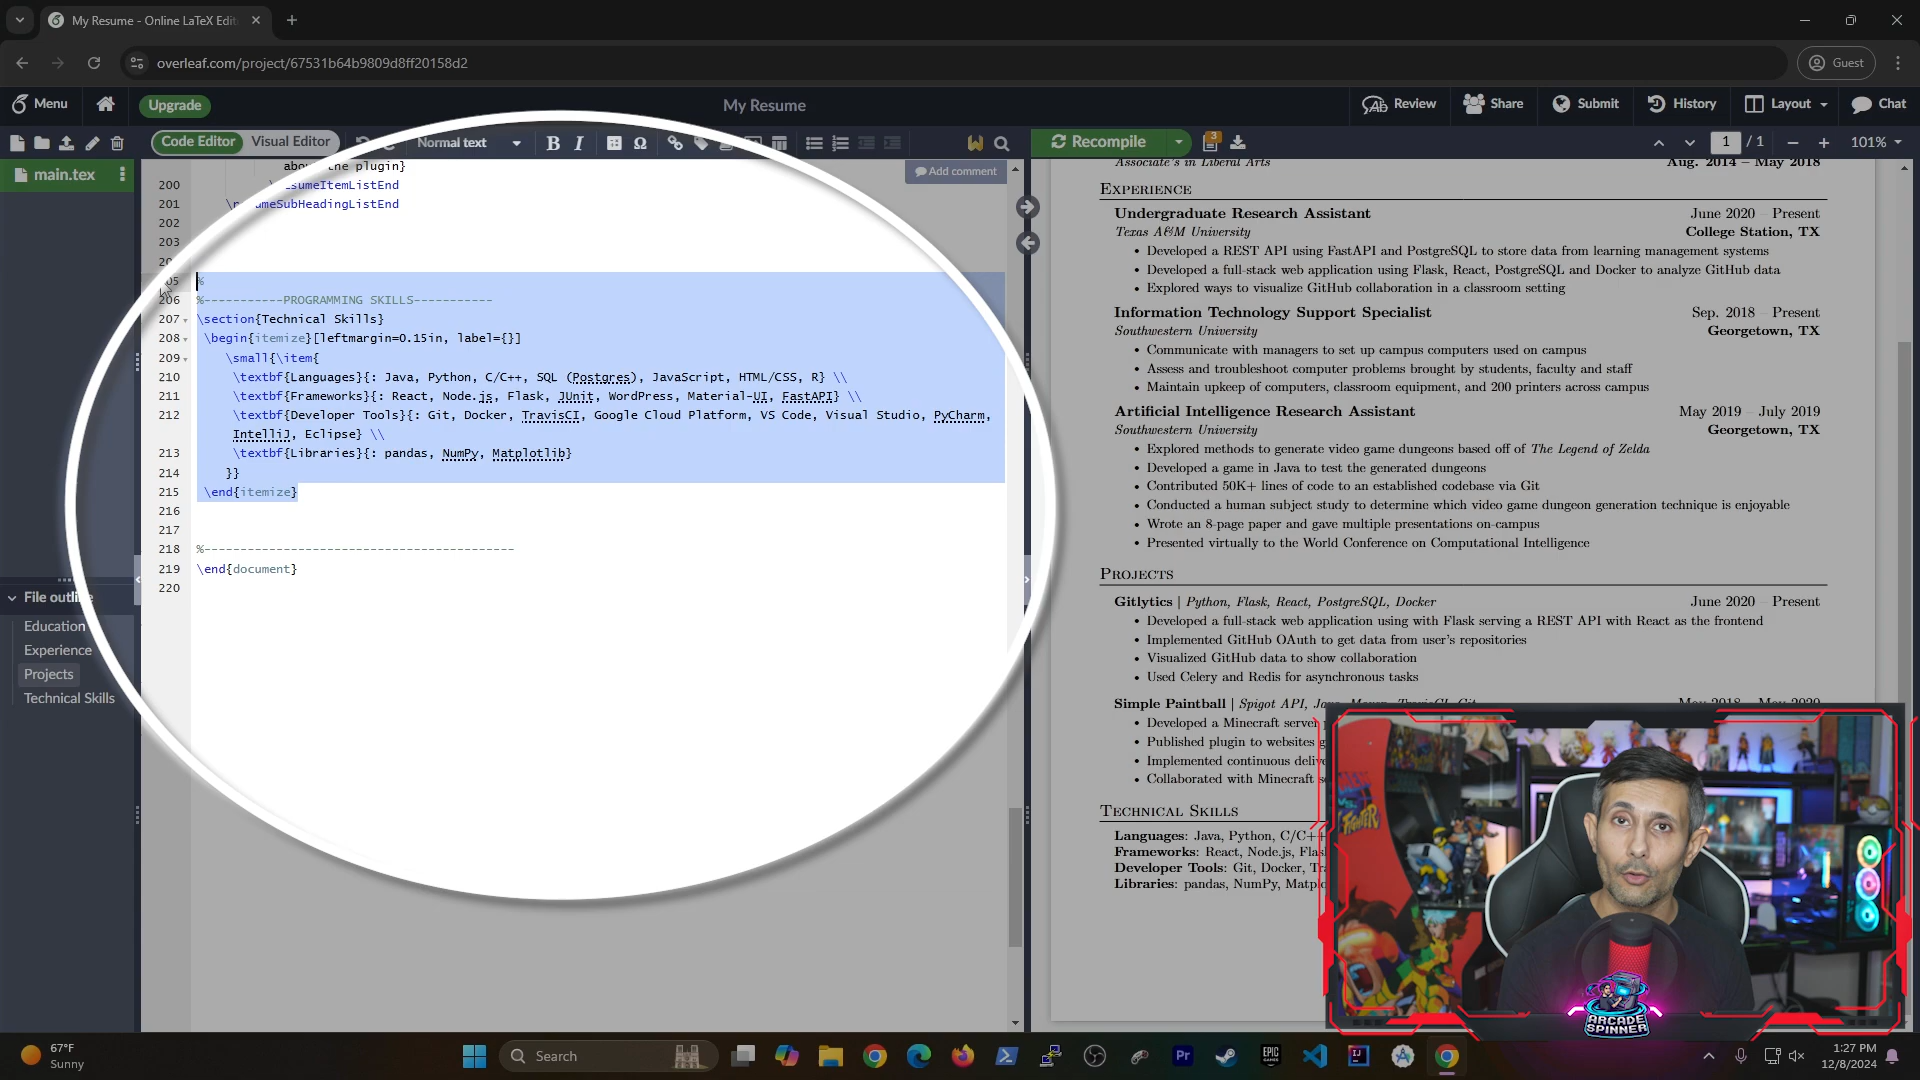 My Resume - Online LaTeX Edit
overleaf.com/project/67531b64b9809d8ff20158d2
Guest
Menu
Upgrade
My Resume
Review
Share
Submit
History
Layout
Chat
Code Editor
Visual Editor
Normal text
B
I
Ω
Recompile
3
1 / 1
101%
main.tex
Add comment
about the plugin}
200
201
202
203
206
207
208
209
210
211
212
213
214
215
216
217
218
219
220
%
%-----------PROGRAMMING SKILLS-----------
\section{Technical Skills}
\begin{itemize}[leftmargin=0.15in, label={}]
\small{\item{
\textbf{Languages}{: Java, Python, C/C++, SQL (Postgres), JavaScript, HTML/CSS, R} \\
\textbf{Frameworks}{: React, Node.js, Flask, JUnit, WordPress, Material-UI, FastAPI} \\
\textbf{Developer Tools}{: Git, Docker, TravisCI, Google Cloud Platform, VS Code, Visual Studio, PyCharm,
IntelliJ, Eclipse} \\
\textbf{Libraries}{: pandas, NumPy, Matplotlib}
}}
\end{itemize}
%-------------------------------------------
\end{document}
File outline
Education
Experience
Projects
Technical Skills
Associate's in Liberal Arts Aug. 2014 – May 2018
Experience
Undergraduate Research Assistant June 2020 – Present
Texas A&M University College Station, TX
• Developed a REST API using FastAPI and PostgreSQL to store data from learning management systems
• Developed a full-stack web application using Flask, React, PostgreSQL and Docker to analyze GitHub data
• Explored ways to visualize GitHub collaboration in a classroom setting
Information Technology Support Specialist Sep. 2018 – Present
Southwestern University Georgetown, TX
• Communicate with managers to set up campus computers used on campus
• Assess and troubleshoot computer problems brought by students, faculty and staff
• Maintain upkeep of computers, classroom equipment, and 200 printers across campus
Artificial Intelligence Research Assistant May 2019 – July 2019
Southwestern University Georgetown, TX
• Explored methods to generate video game dungeons based off of The Legend of Zelda
• Developed a game in Java to test the generated dungeons
• Contributed 50K+ lines of code to an established codebase via Git
• Conducted a human subject study to determine which video game dungeon generation technique is enjoyable
• Wrote an 8-page paper and gave multiple presentations on-campus
• Presented virtually to the World Conference on Computational Intelligence
Projects
Gitlytics | Python, Flask, React, PostgreSQL, Docker June 2020 – Present
• Developed a full-stack web application using with Flask serving a REST API with React as the frontend
• Implemented GitHub OAuth to get data from user's repositories
• Visualized GitHub data to show collaboration
• Used Celery and Redis for asynchronous tasks
Simple Paintball | Spigot API, Java, Maven, TravisCI, Git May 2018 – May 2020
• Developed a Minecraft server
• Published plugin to websites
• Implemented continuous
• Collaborated with Minecraft
Technical Skills
Languages: Java, Python, C/C++
Frameworks: React, Node.js,
Developer Tools: Git, Docker,
Libraries: pandas, NumPy,
FIGHTER
ARCADE
SPINNER
67°F
Sunny
Search
Pr
EPIC
GAMES
1:27 PM
12/8/2024